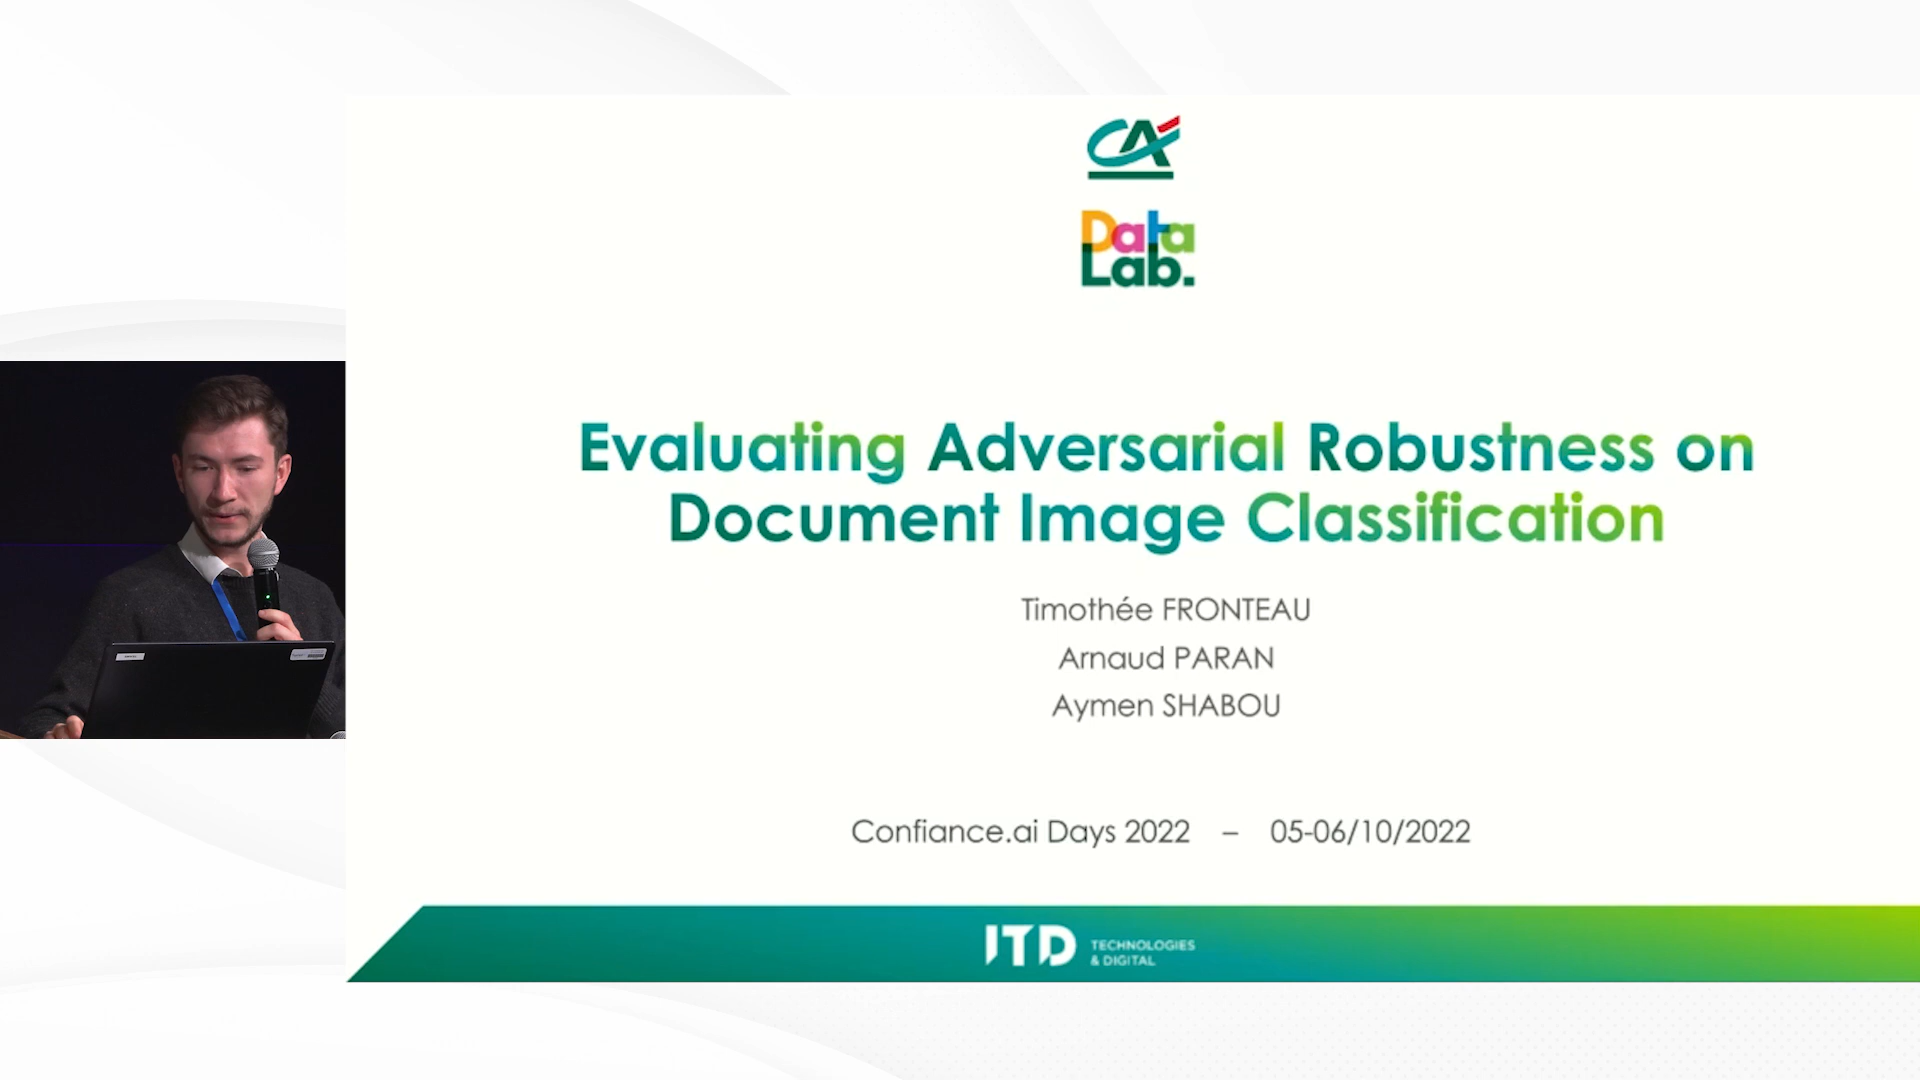 CA
Data
Lab.
Evaluating Adversarial Robustness on
Document Image Classification
Timothée FRONTEAU
Arnaud PARAN
Aymen SHABOU
Confiance.ai Days 2022 – 05-06/10/2022
ITD TECHNOLOGIES
& DIGITAL